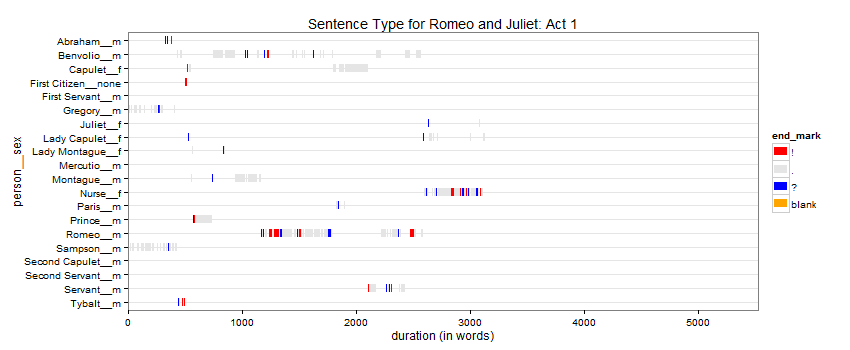 Sentence Type for Romeo and Juliet: Act 1
Abraham__m
Benvolio__m
Capulet__f
First Citizen__none
First Servant__m
Gregory__m
Juliet__f
Lady Capulet__f
Lady Montague__f
Mercutio__m
Montague__m
Nurse__f
Paris__m
Prince__m
Romeo__m
Sampson__m
Second Capulet__m
Second Servant__m
Servant__m
Tybalt__m
person__sex
0 1000 2000 3000 4000 5000
duration (in words)
end_mark
!
.
?
blank